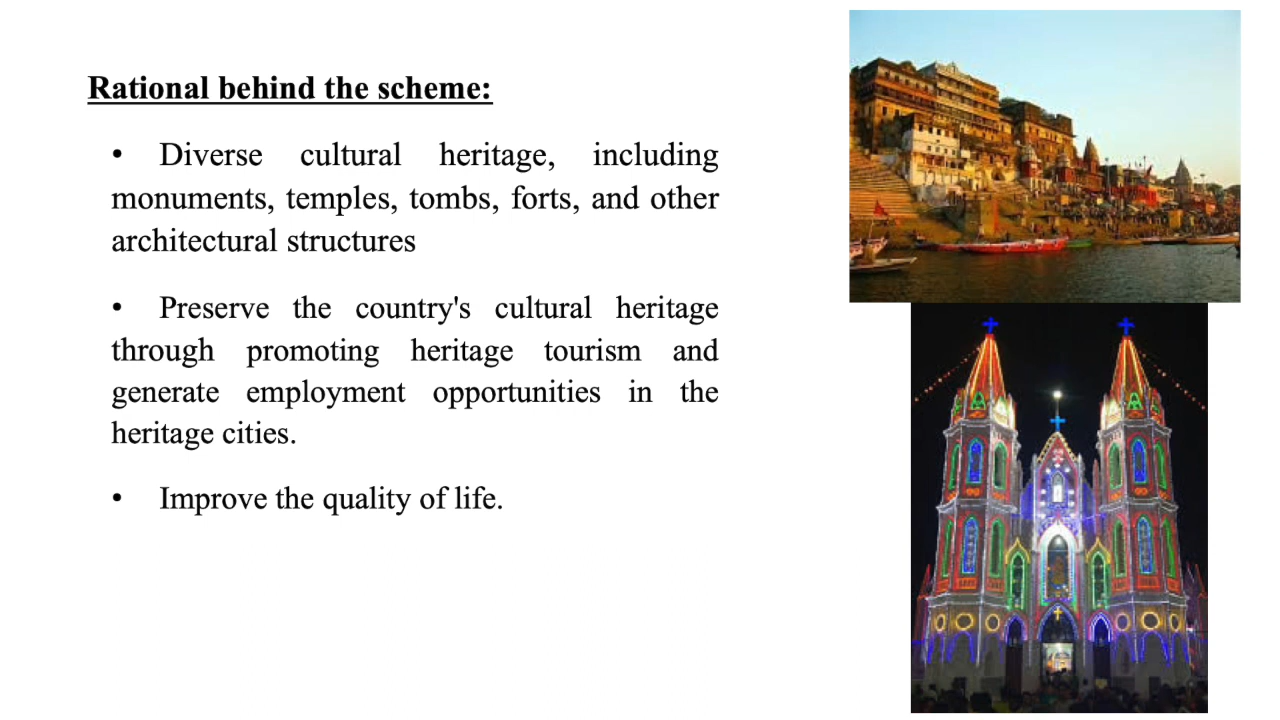 Rational behind the scheme:
• Diverse cultural heritage, including
monuments, temples, tombs, forts, and other
architectural structures
• Preserve the country's cultural heritage
through promoting heritage tourism and
generate employment opportunities in the
heritage cities.
• Improve the quality of life.